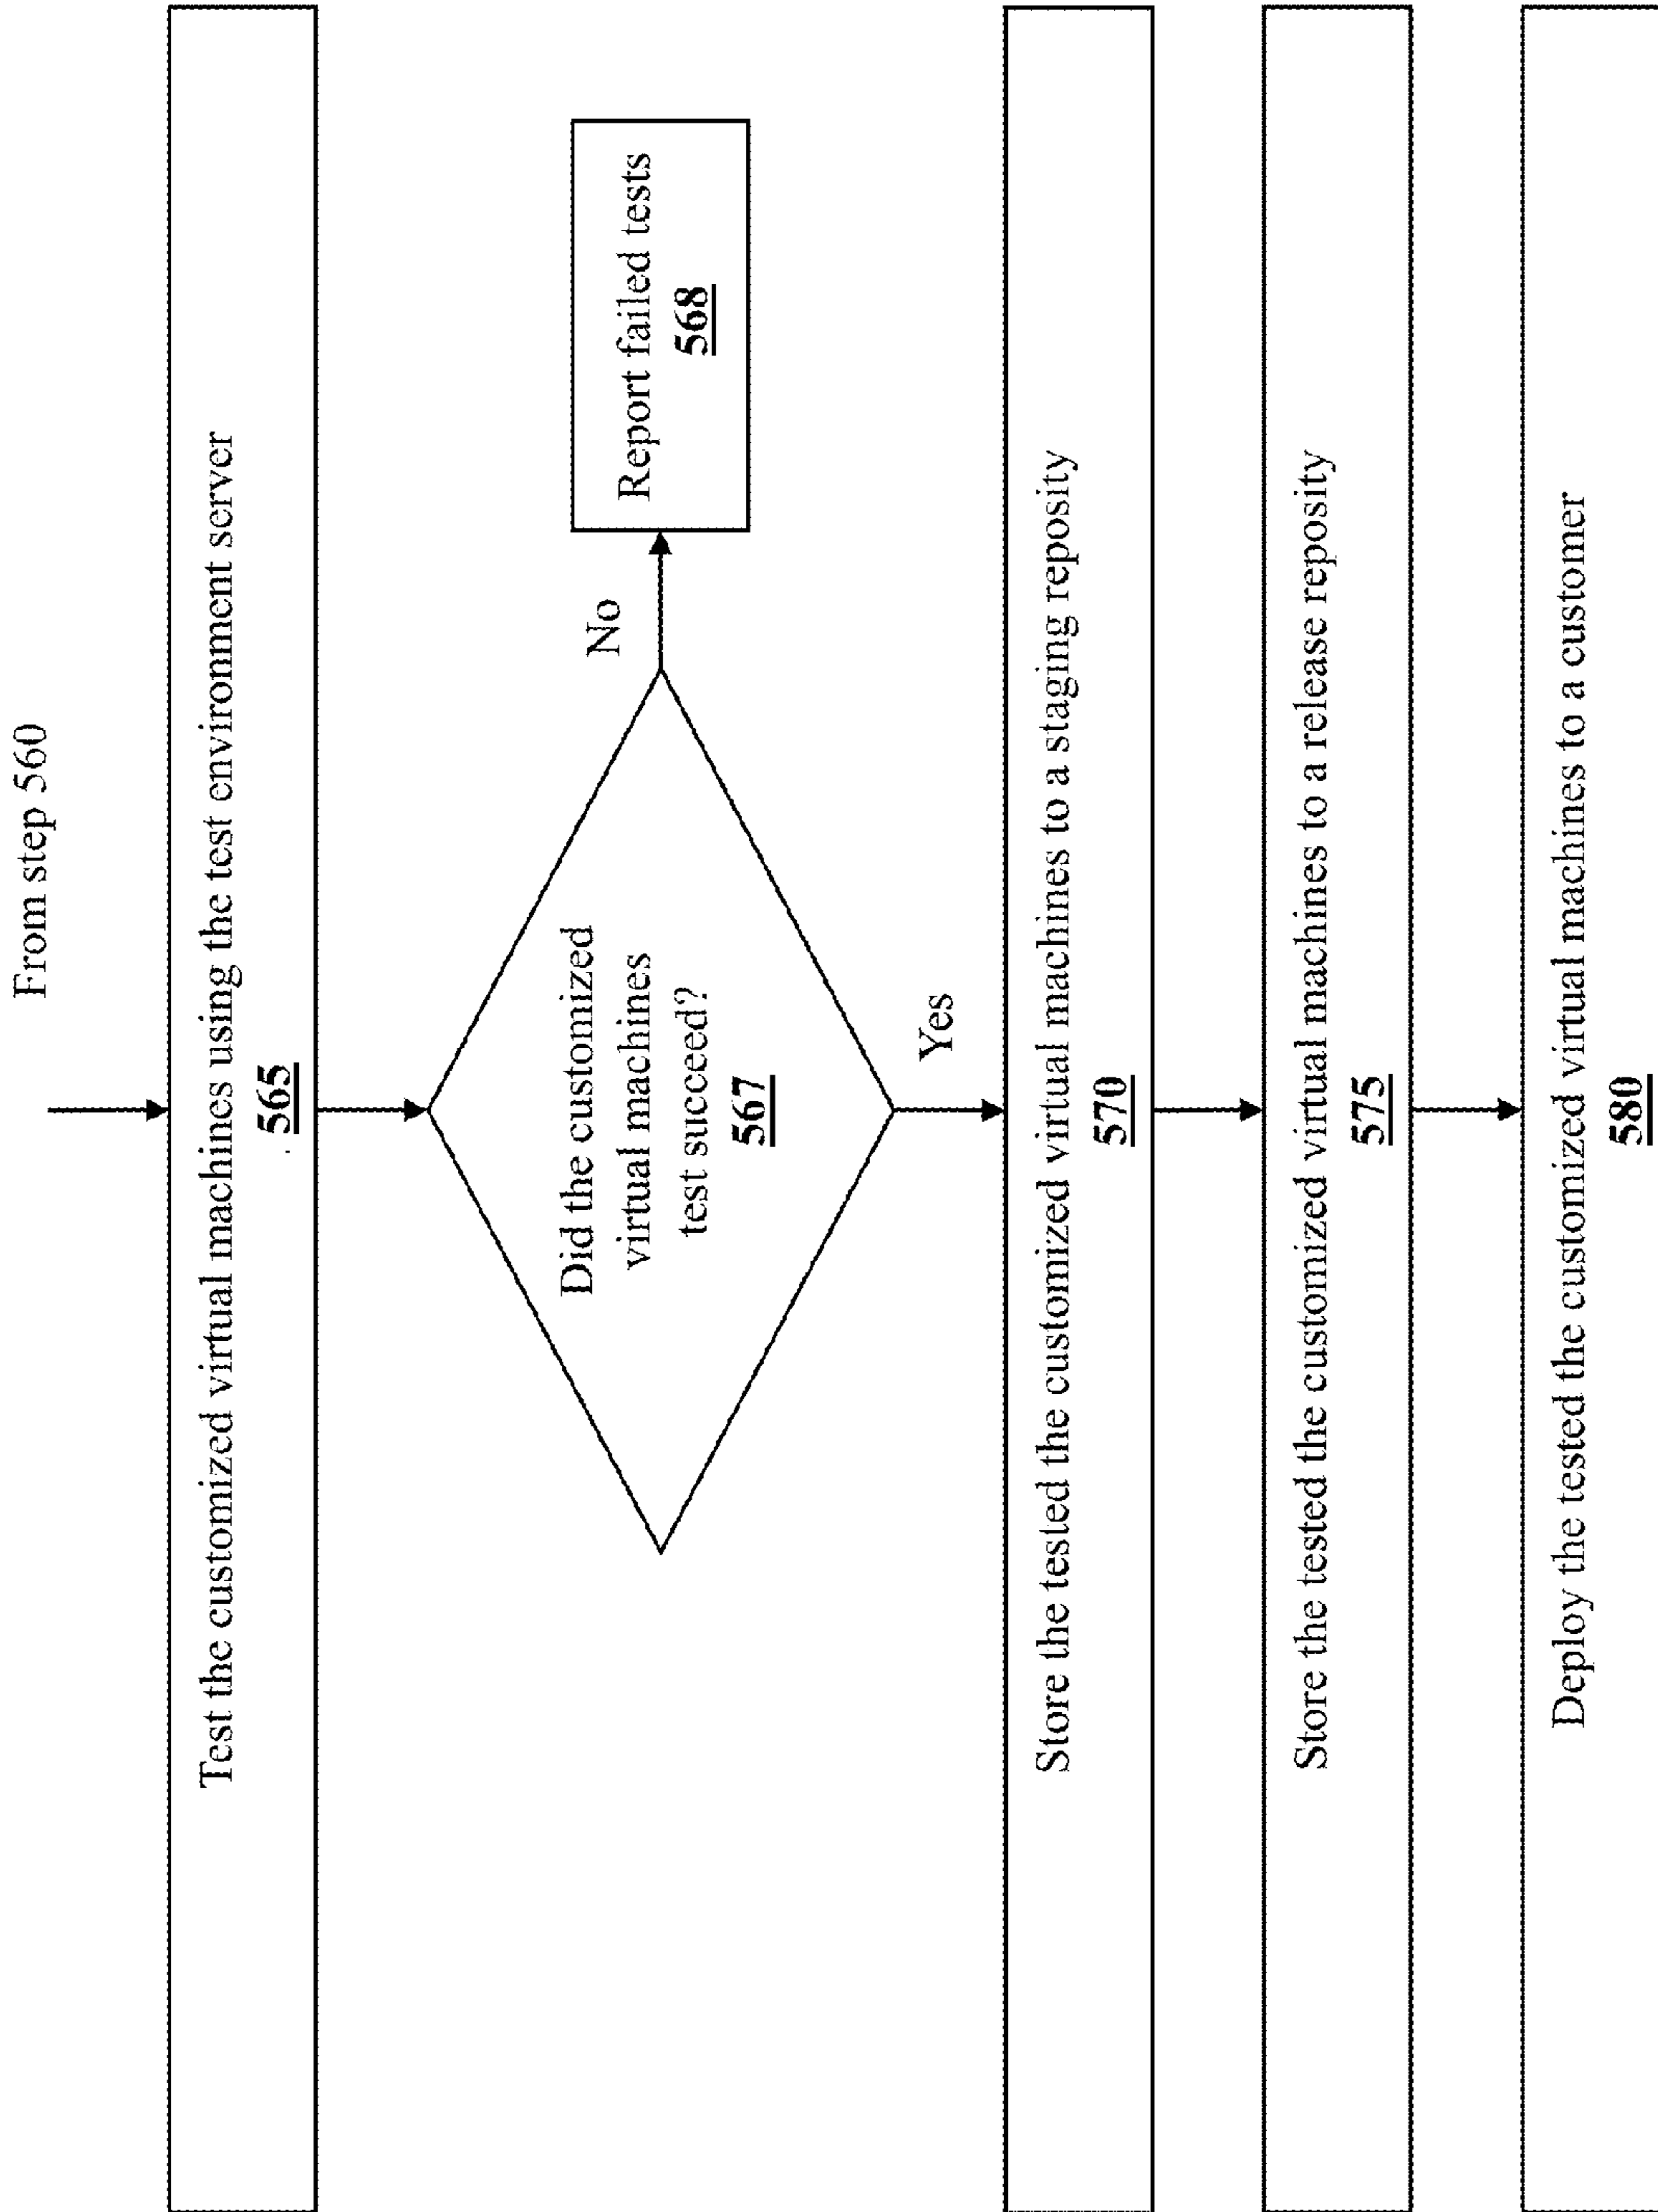 From step 560
Test the customized virtual machines using the test environment server
565
Did the customized
virtual machines
test succeed?
567
No
Report failed tests
568
Yes
Store the tested the customized virtual machines to a staging reposity
570
Store the tested the customized virtual machines to a release reposity
575
Deploy the tested the customized virtual machines to a customer
580